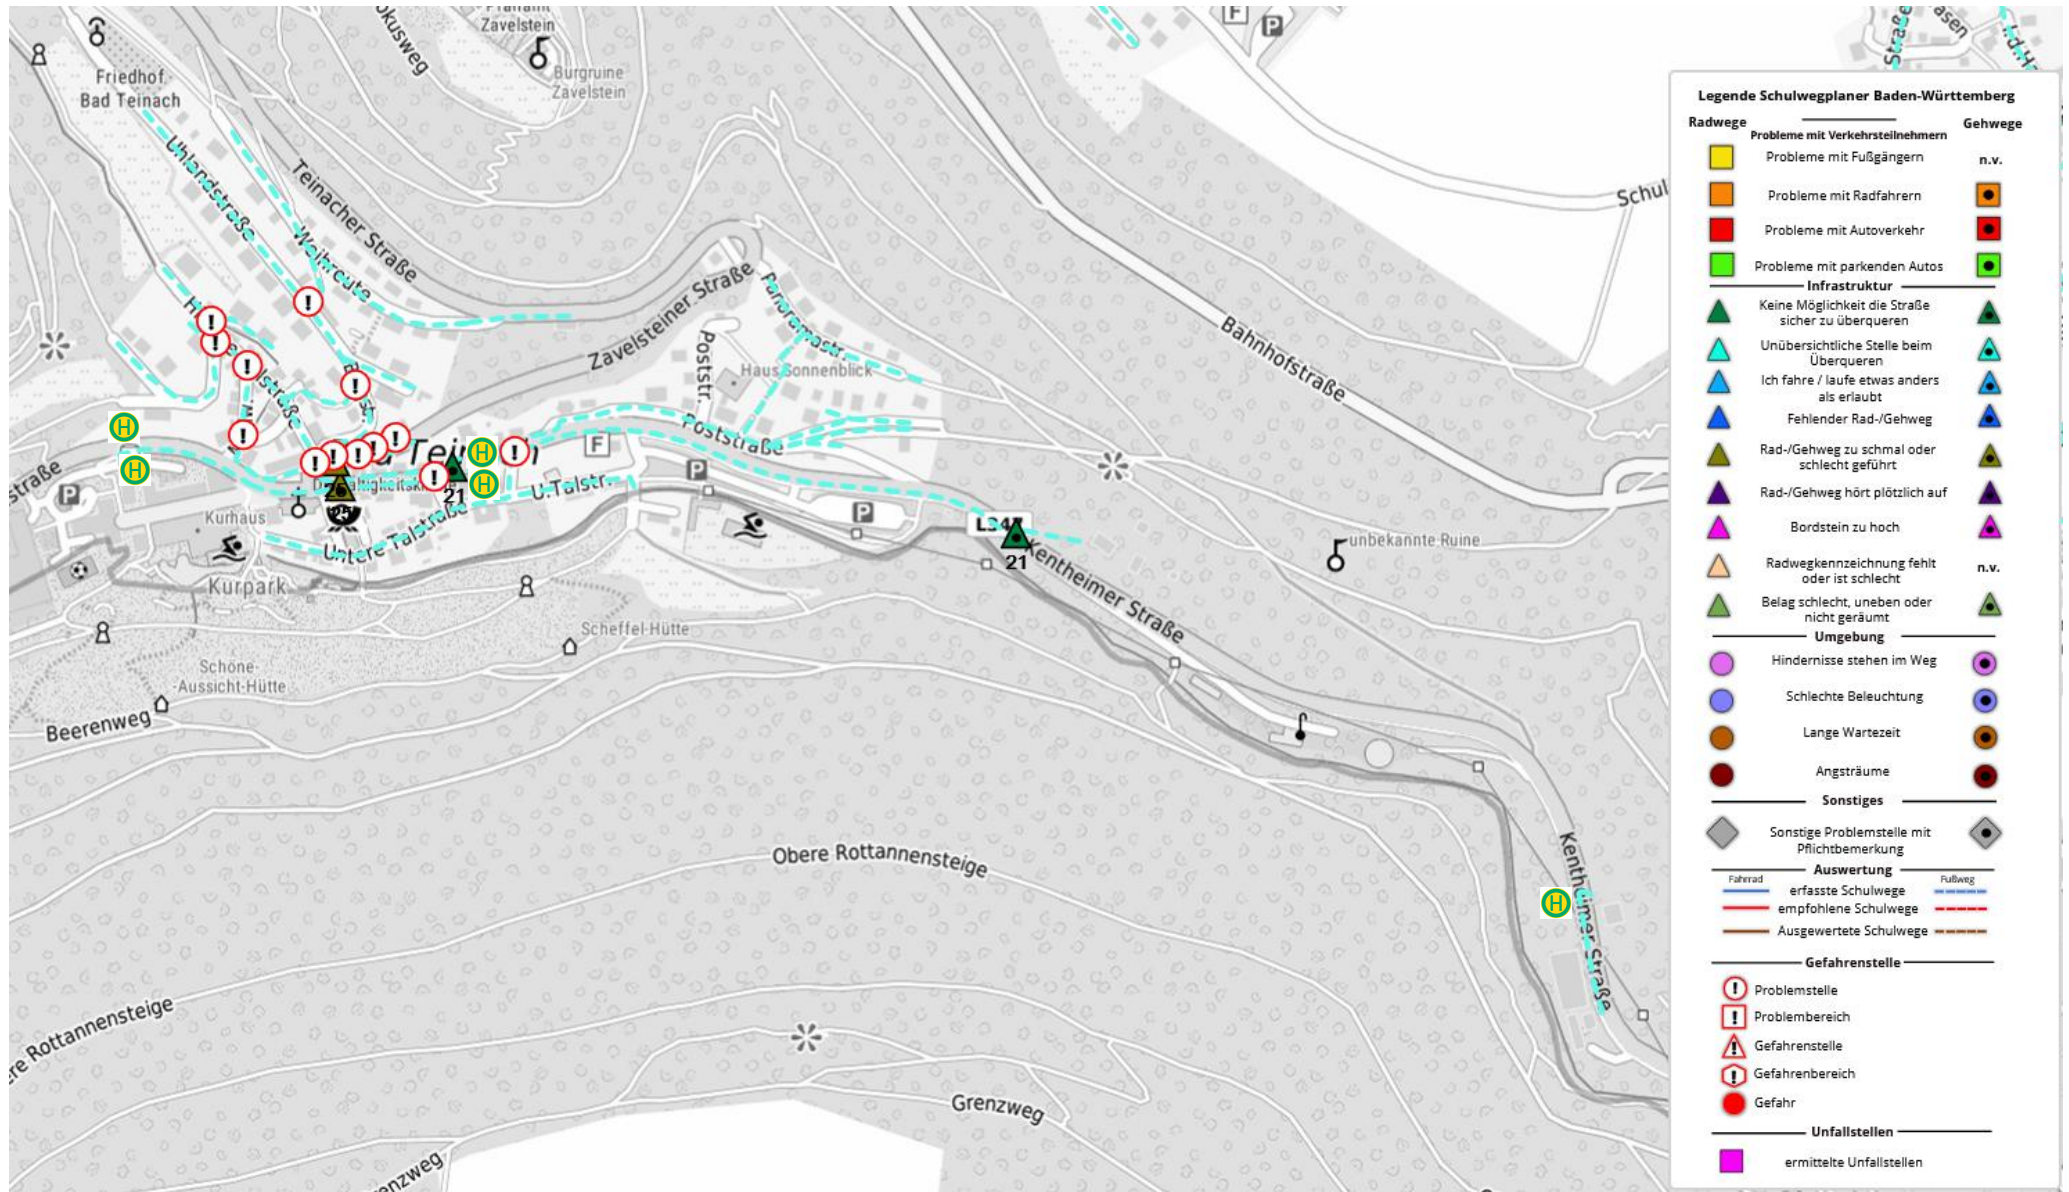 Zavelstein
Burgruine
Zavelstein
Friedhof
Bad Teinach
Uhlandstraße
Teinacher Straße
Weihroute
Zavelsteiner Straße
Panoramastr.
Poststr.
Haus Sonnenblick
Poststraße
Bahnhofstraße
Schul
Straße
F
P
H
H
H
H
F
P
P
P
U.Talstr.
21
25
Kurhaus
Untere Talstraße
Kurpark
straße
21
Kentheimer Straße
unbekannte Ruine
Scheffel-Hütte
Schöne-
-Aussicht-Hütte
Beerenweg
Obere Rottannensteige
H
Kentheimer Straße
ere Rottannensteige
Grenzweg
enzweg
Legende Schulwegplaner Baden-Württemberg
Radwege
Gehwege
Probleme mit Verkehrsteilnehmern
Probleme mit Fußgängern
n.v.
Probleme mit Radfahrern
Probleme mit Autoverkehr
Probleme mit parkenden Autos
Infrastruktur
Keine Möglichkeit die Straße
sicher zu überqueren
Unübersichtliche Stelle beim
Überqueren
Ich fahre / laufe etwas anders
als erlaubt
Fehlender Rad-/Gehweg
Rad-/Gehweg zu schmal oder
schlecht geführt
Rad-/Gehweg hört plötzlich auf
Bordstein zu hoch
Radwegkennzeichnung fehlt
oder ist schlecht
n.v.
Belag schlecht, uneben oder
nicht geräumt
Umgebung
Hindernisse stehen im Weg
Schlechte Beleuchtung
Lange Wartezeit
Angsträume
Sonstiges
Sonstige Problemstelle mit
Pflichtbemerkung
Auswertung
Fahrrad
Fußweg
erfasste Schulwege
empfohlene Schulwege
Ausgewertete Schulwege
Gefahrenstelle
! Problemstelle
! Problembereich
! Gefahrenstelle
! Gefahrenbereich
Gefahr
Unfallstellen
ermittelte Unfallstellen